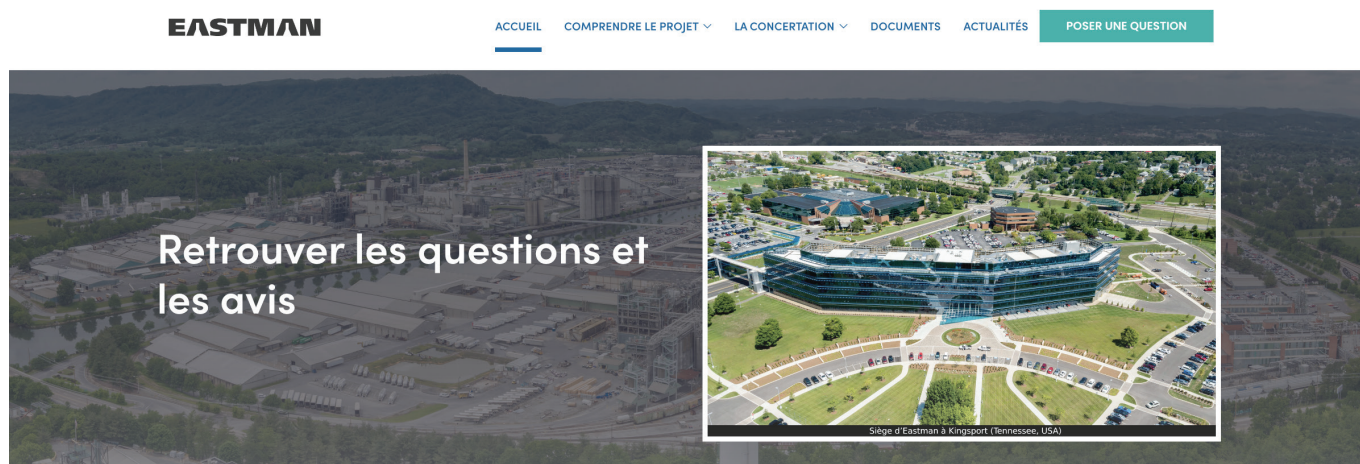 EASTMAN
ACCUEIL COMPRENDRE LE PROJET LA CONCERTATION DOCUMENTS ACTUALITÉS POSER UNE QUESTION
Retrouver les questions et
les avis
Siège d'Eastman à Kingsport (Tennessee, USA)